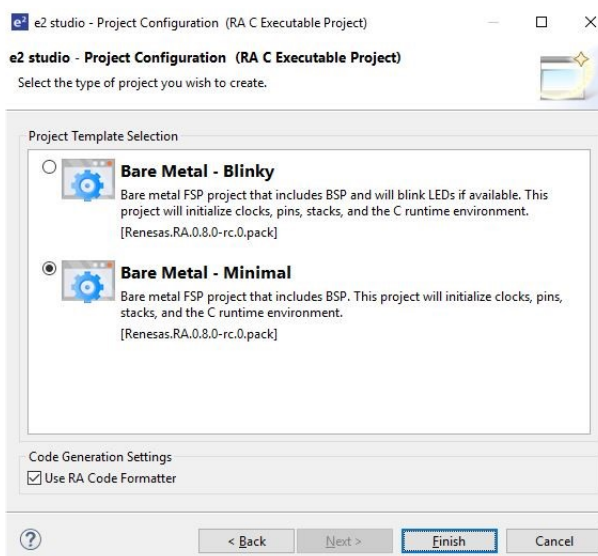 e2 e2 studio - Project Configuration (RA C Executable Project)
e2 studio - Project Configuration (RA C Executable Project)
Select the type of project you wish to create.
Project Template Selection
Bare Metal - Blinky
Bare metal FSP project that includes BSP and will blink LEDs if available. This
project will initialize clocks, pins, stacks, and the C runtime environment.
[Renesas.RA.0.8.0-rc.0.pack]
Bare Metal - Minimal
Bare metal FSP project that includes BSP. This project will initialize clocks, pins,
stacks, and the C runtime environment.
[Renesas.RA.0.8.0-rc.0.pack]
Code Generation Settings
Use RA Code Formatter
? < Back Next > Finish Cancel